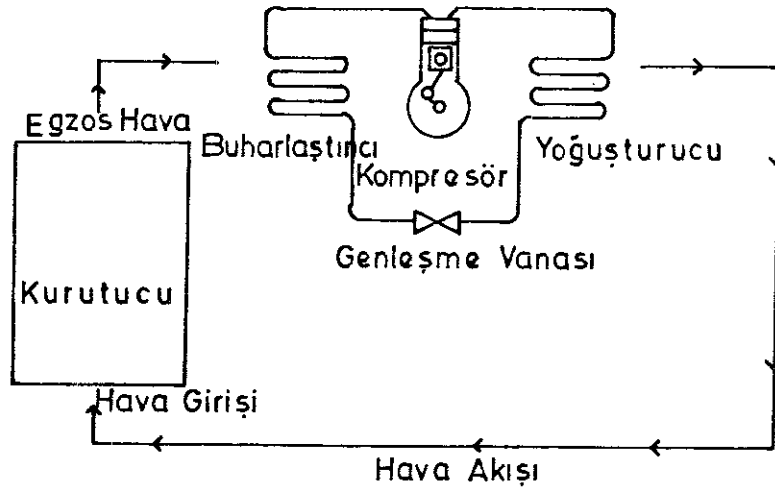 Egzos Hava
Buharlaştırıcı
Yoğuşturucu
Kompresör
Genleşme Vanası
Kurutucu
Hava Girişi
Hava Akışı